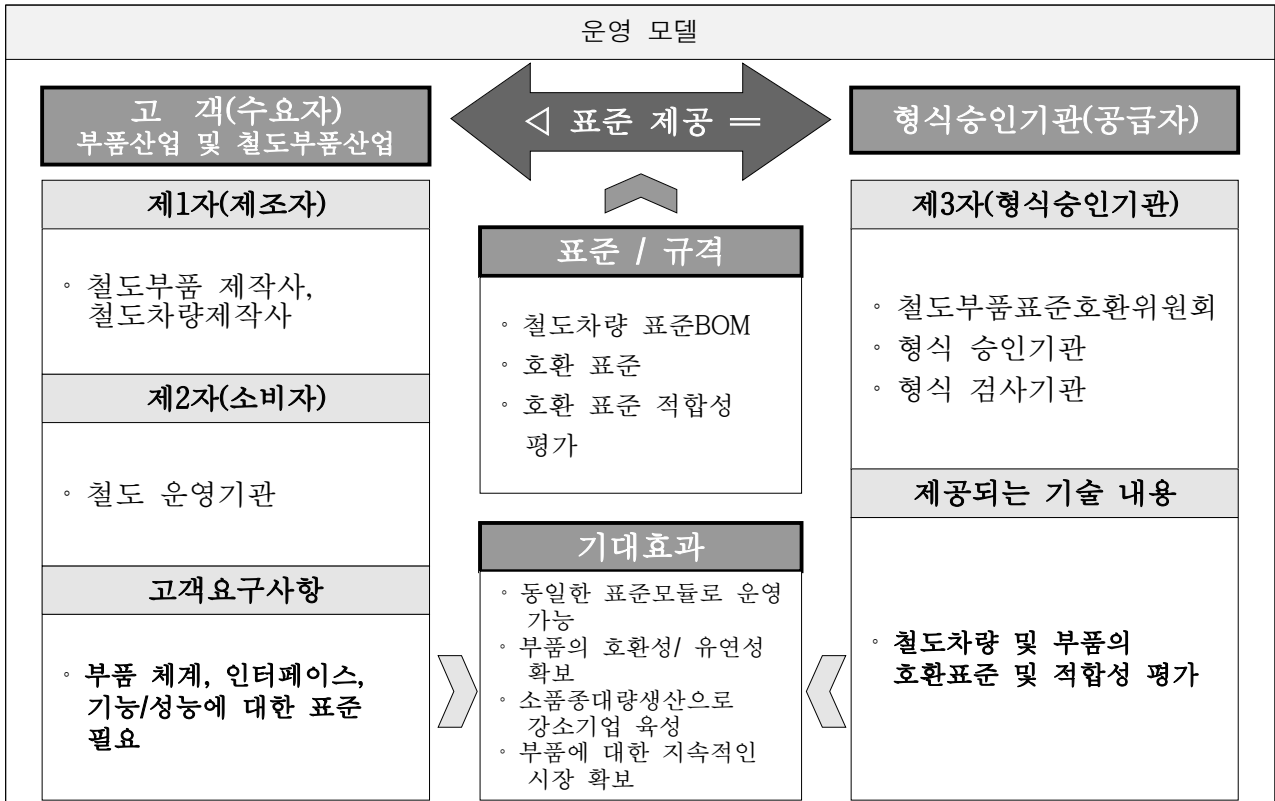 운영 모델
고 객(수요자)
부품산업 및 철도부품산업
제1자(제조자)
◦ 철도부품 제작사,
철도차량제작사
제2자(소비자)
◦ 철도 운영기관
고객요구사항
◦ 부품 체계, 인터페이스,
기능/성능에 대한 표준
필요
◁ 표준 제공 ═
표준 / 규격
◦ 철도차량 표준BOM
◦ 호환 표준
◦ 호환 표준 적합성
평가
기대효과
◦ 동일한 표준모듈로 운영
가능
◦ 부품의 호환성/ 유연성
확보
◦ 소품종대량생산으로
강소기업 육성
◦ 부품에 대한 지속적인
시장 확보
형식승인기관(공급자)
제3자(형식승인기관)
◦ 철도부품표준호환위원회
◦ 형식 승인기관
◦ 형식 검사기관
제공되는 기술 내용
◦ 철도차량 및 부품의
호환표준 및 적합성 평가